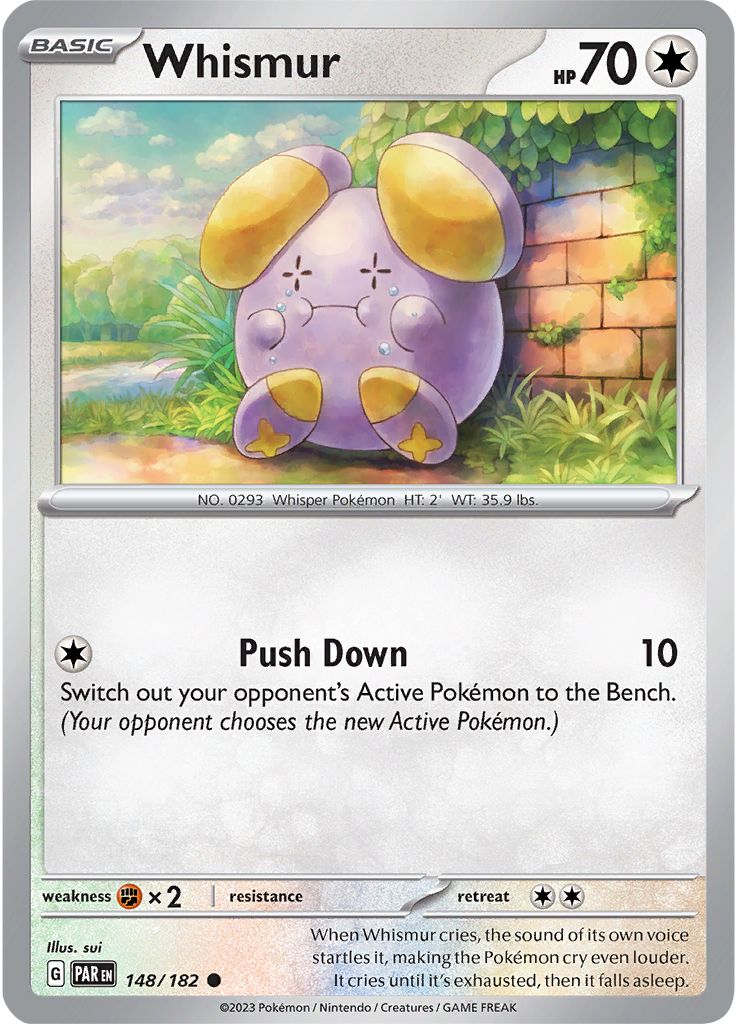 BASIC Whismur HP 70
NO. 0293 Whisper Pokémon HT: 2' WT: 35.9 lbs.
Push Down 10
Switch out your opponent's Active Pokémon to the Bench.
(Your opponent chooses the new Active Pokémon.)
weakness ×2 resistance retreat
Illus. sui
When Whismur cries, the sound of its own voice
startles it, making the Pokémon cry even louder.
It cries until it's exhausted, then it falls asleep.
G PAR EN 148/182
©2023 Pokémon / Nintendo / Creatures / GAME FREAK